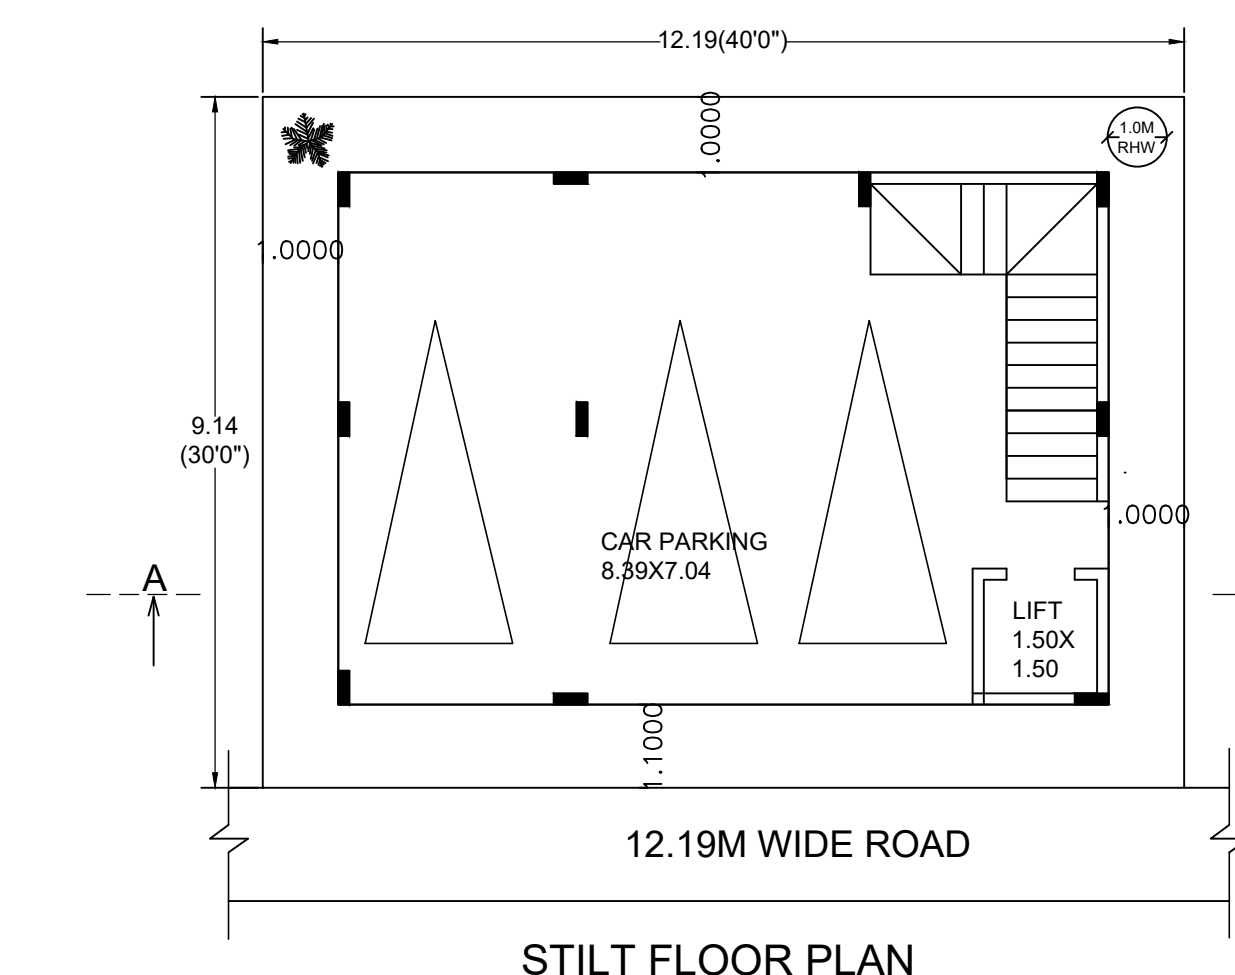 12.19(40'0")
1.0000
1.0M
RHW
1.0000
9.14
(30'0")
1.0000
CAR PARKING
8.39X7.04
A
LIFT
1.50X
1.50
1.1000
12.19M WIDE ROAD
STILT FLOOR PLAN